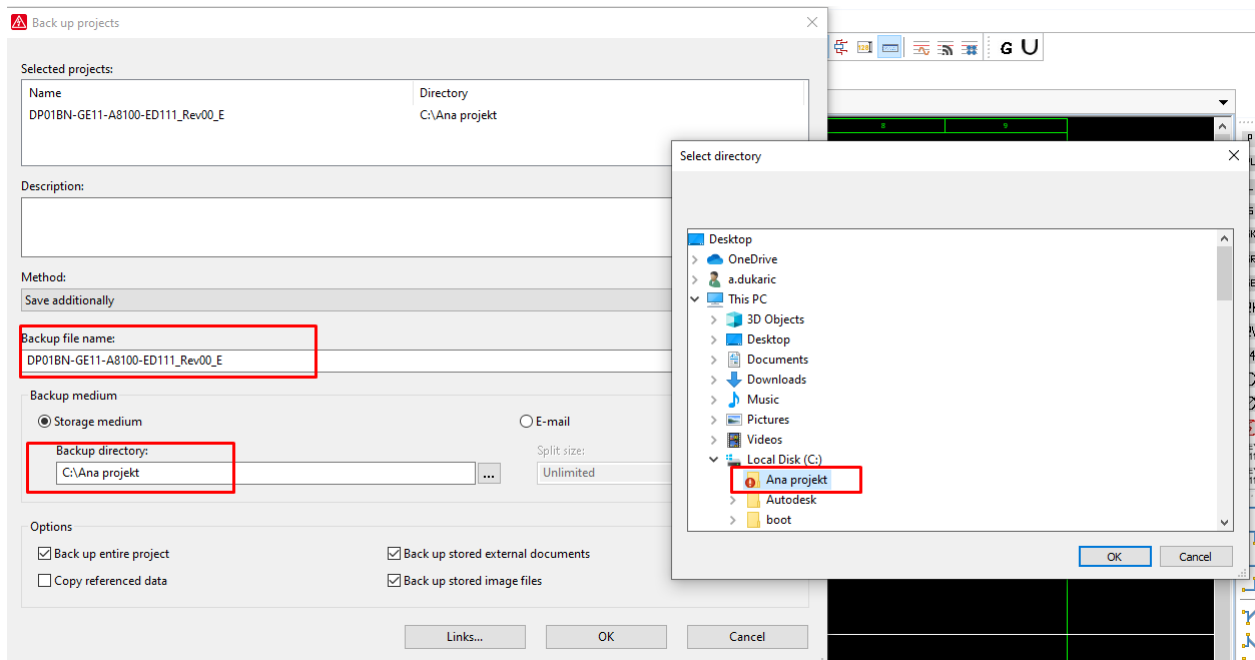 Back up projects
Selected projects:
Name Directory
DP01BN-GE11-A8100-ED111_Rev00_E C:\Ana projekt
Description:
Method:
Save additionally
Backup file name:
DP01BN-GE11-A8100-ED111_Rev00_E
Backup medium
Storage medium E-mail
Backup directory: Split size:
C:\Ana projekt ... Unlimited
Options
Back up entire project Back up stored external documents
Copy referenced data Back up stored image files
Links... OK Cancel
G U
8 9
Select directory
Desktop
OneDrive
a.dukaric
This PC
3D Objects
Desktop
Documents
Downloads
Music
Pictures
Videos
Local Disk (C:)
Ana projekt
Autodesk
boot
OK Cancel